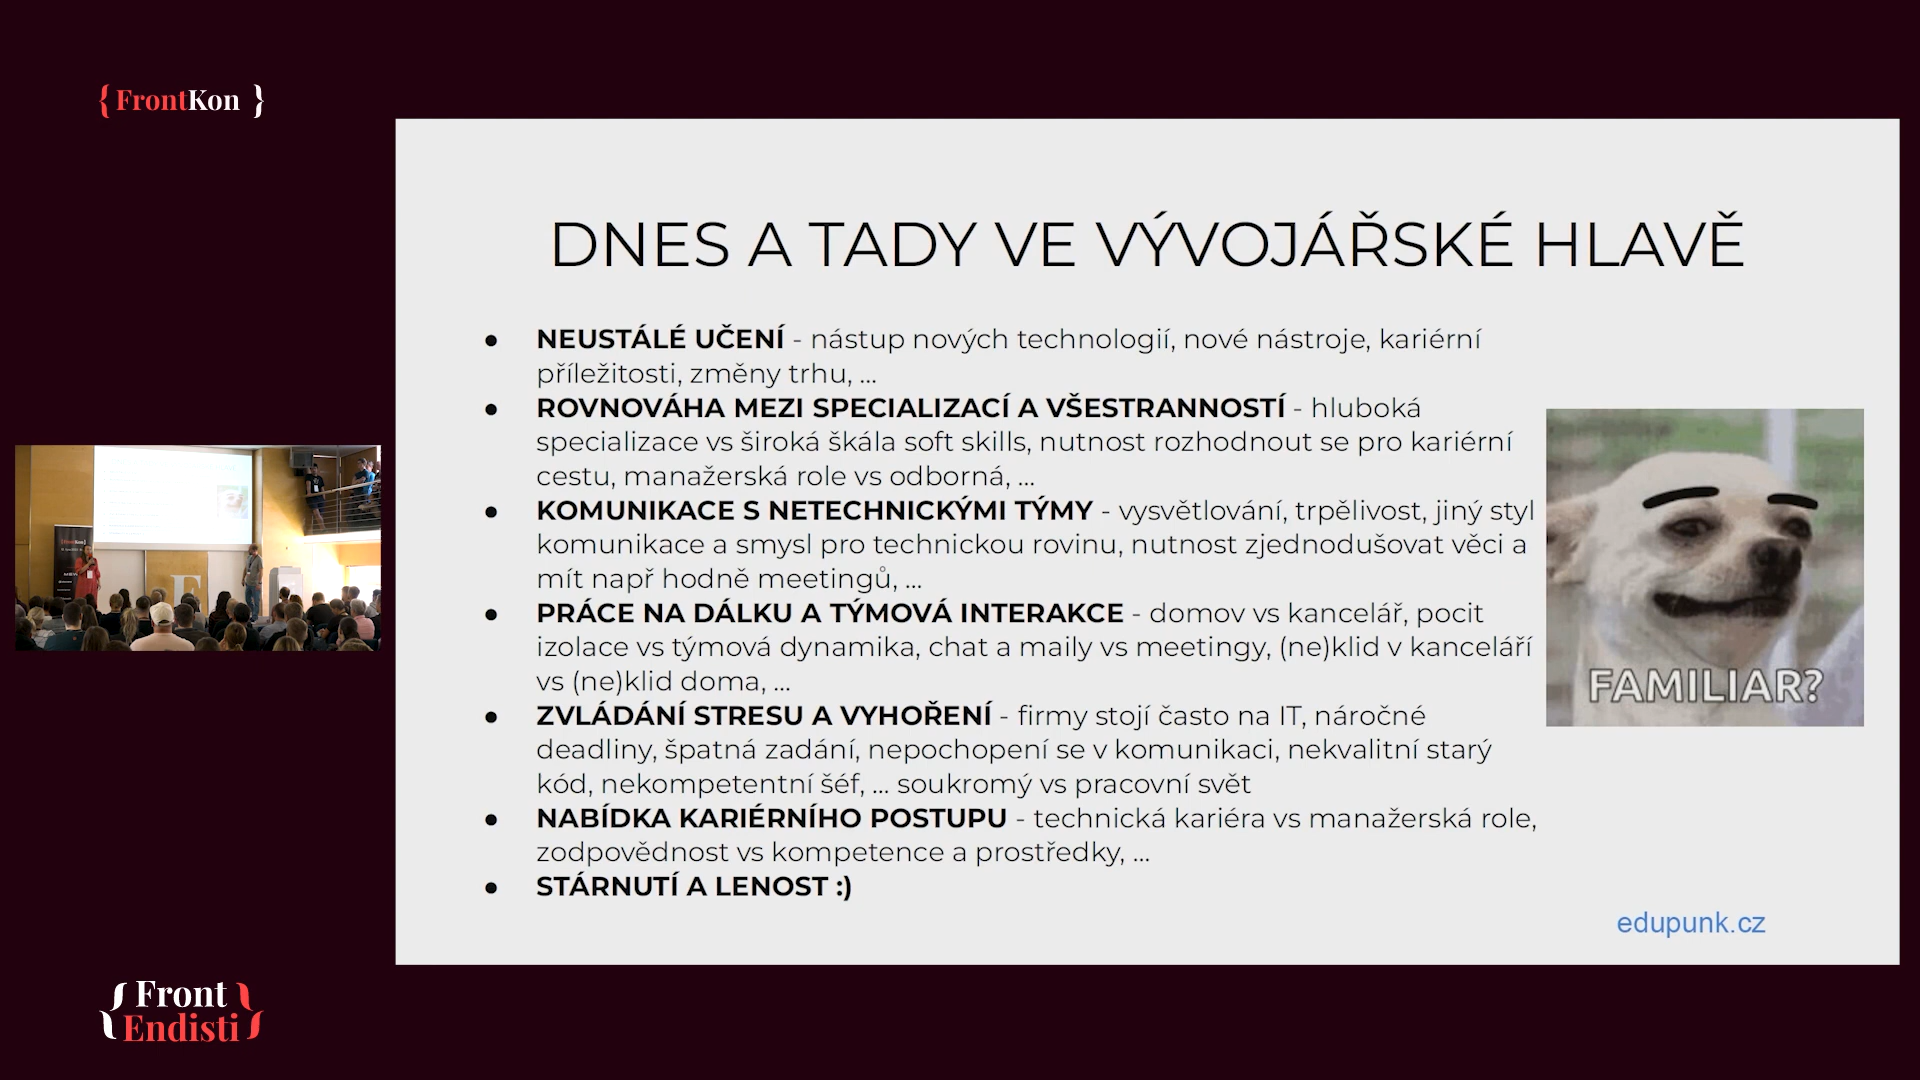 { FrontKon }
DNES A TADY VE VÝVOJÁŘSKÉ HLAVĚ
● NEUSTÁLÉ UČENÍ - nástup nových technologií, nové nástroje, kariérní
příležitosti, změny trhu, ...
● ROVNOVÁHA MEZI SPECIALIZACÍ A VŠESTRANNOSTÍ - hluboká
specializace vs široká škála soft skills, nutnost rozhodnout se pro kariérní
cestu, manažerská role vs odborná, ...
● KOMUNIKACE S NETECHNICKÝMI TÝMY - vysvětlování, trpělivost, jiný styl
komunikace a smysl pro technickou rovinu, nutnost zjednodušovat věci a
mít např hodně meetingů, ...
● PRÁCE NA DÁLKU A TÝMOVÁ INTERAKCE - domov vs kancelář, pocit
izolace vs týmová dynamika, chat a maily vs meetingy, (ne)klid v kanceláří
vs (ne)klid doma, ...
● ZVLÁDÁNÍ STRESU A VYHOŘENÍ - firmy stojí často na IT, náročné
deadliny, špatná zadání, nepochopení se v komunikaci, nekvalitní starý
kód, nekompetentní šéf, ... soukromý vs pracovní svět
● NABÍDKA KARIÉRNÍHO POSTUPU - technická kariéra vs manažerská role,
zodpovědnost vs kompetence a prostředky, ...
● STÁRNUTÍ A LENOST :)
FAMILIAR?
edupunk.cz
{ Front }
{ Endisti }